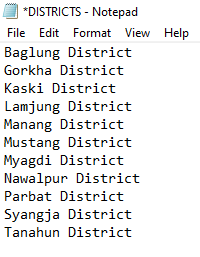 *DISTRICTS - Notepad
File Edit Format View Help
Baglung District
Gorkha District
Kaski District
Lamjung District
Manang District
Mustang District
Myagdi District
Nawalpur District
Parbat District
Syangja District
Tanahun District